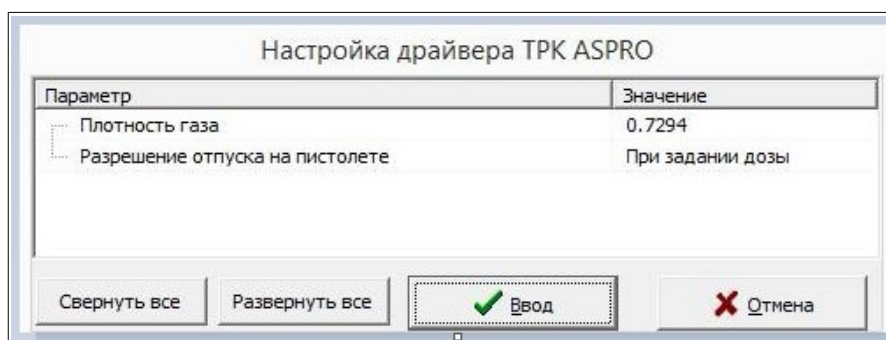 Настройка драйвера ТРК ASPRO
Параметр Значение
Плотность газа 0.7294
Разрешение отпуска на пистолете При задании дозы
Свернуть все Развернуть все Ввод Отмена